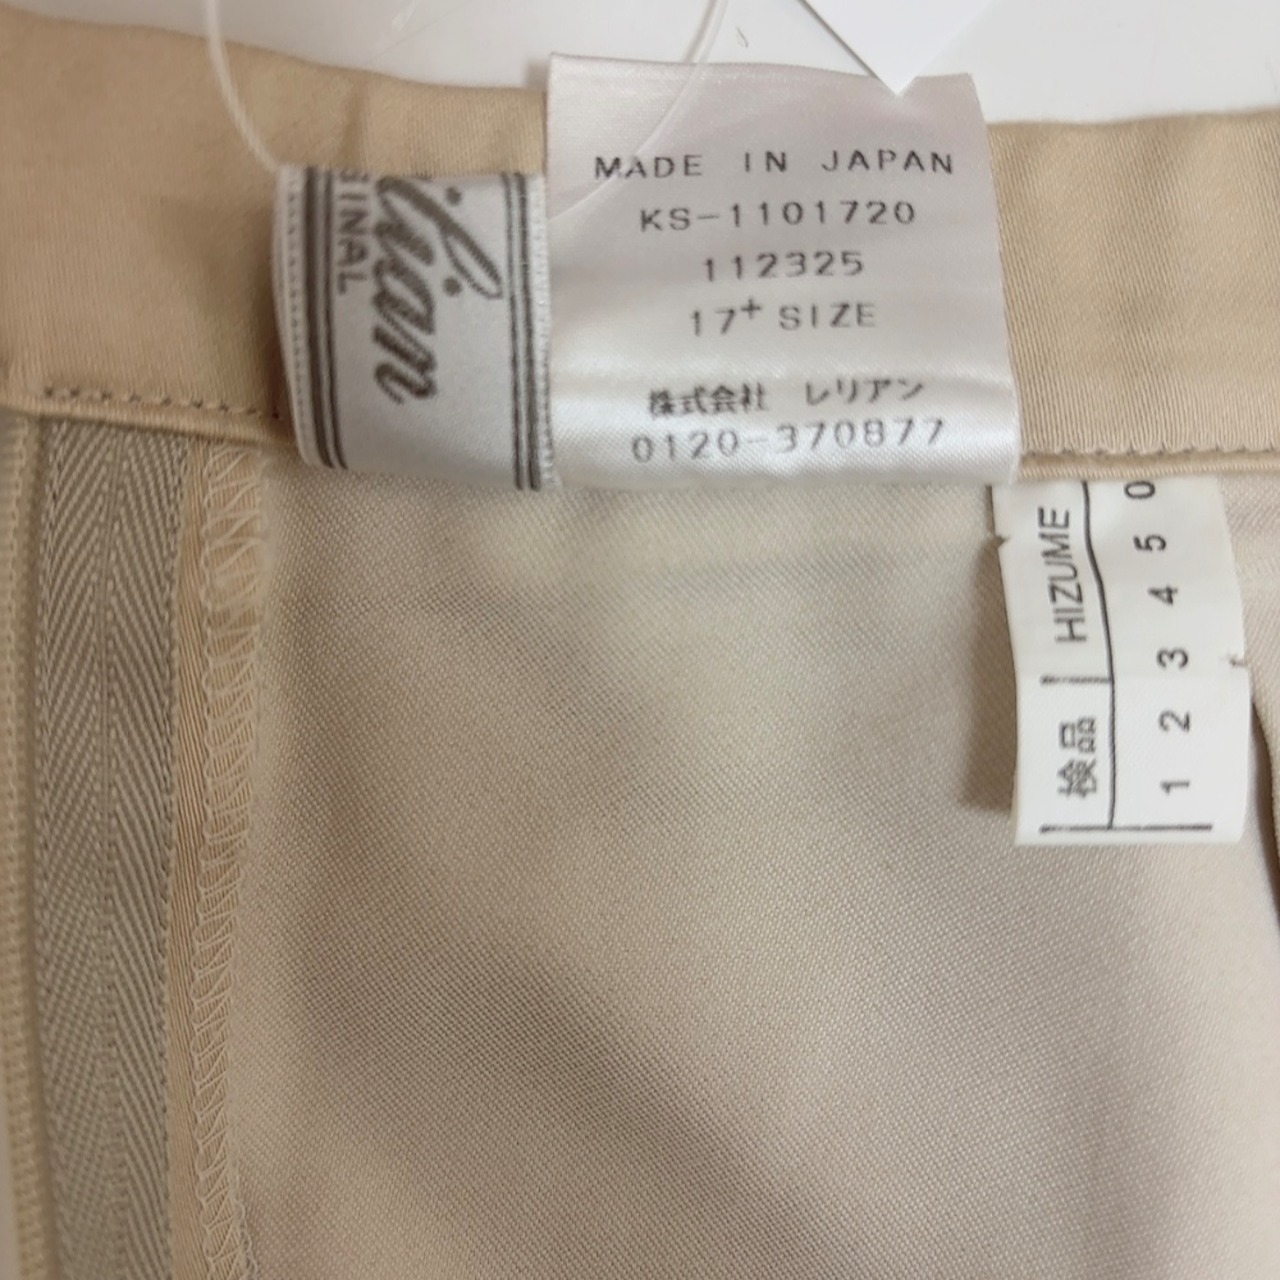 MADE IN JAPAN
KS-1101720
112325
17+ SIZE
株式会社 レリアン
0120-370877
検品 HIZUME
1 2 3 4 5 0